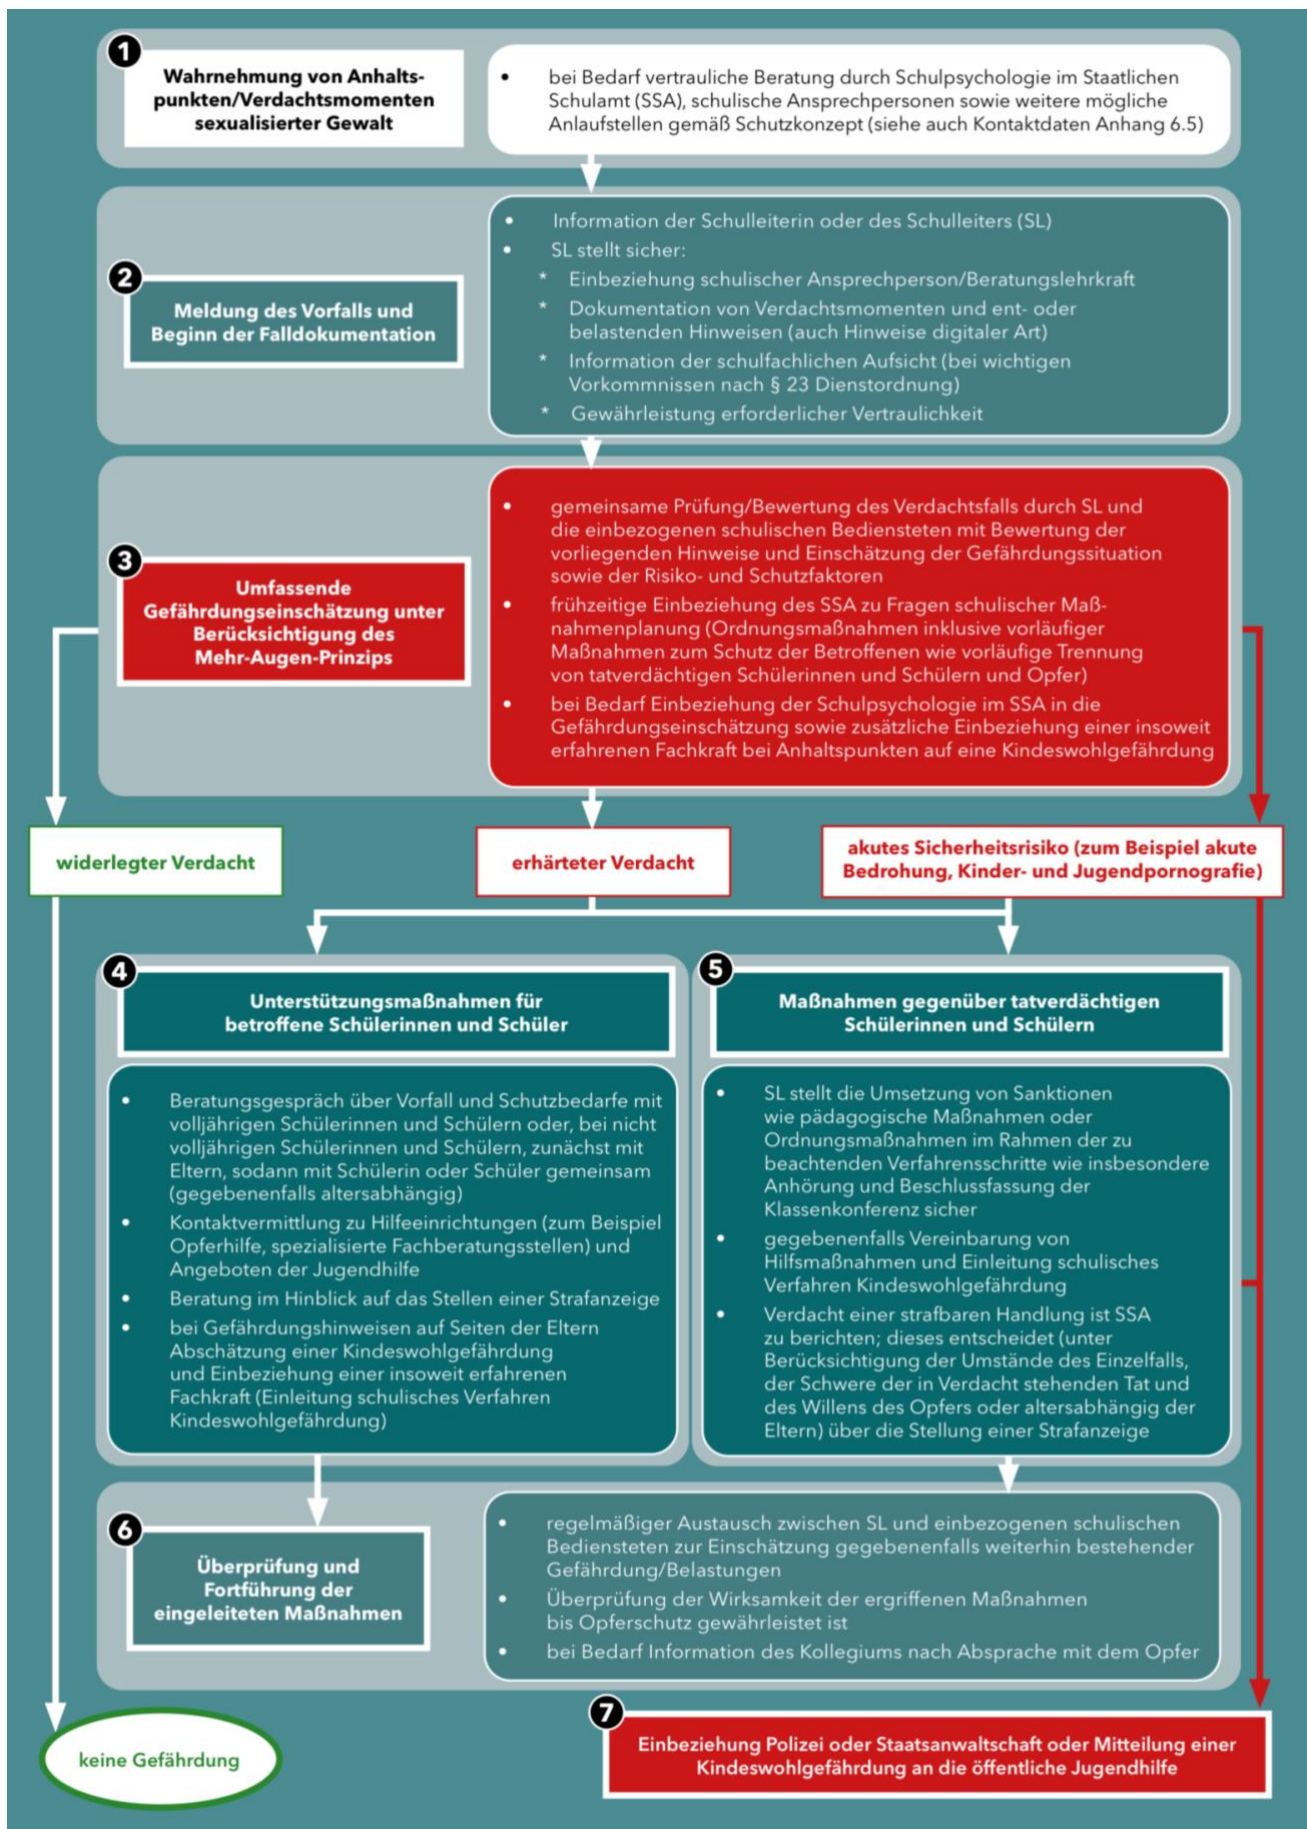 1
Wahrnehmung von Anhalts-
punkten/Verdachtsmomenten
sexualisierter Gewalt
• bei Bedarf vertrauliche Beratung durch Schulpsychologie im Staatlichen
Schulamt (SSA), schulische Ansprechpersonen sowie weitere mögliche
Anlaufstellen gemäß Schutzkonzept (siehe auch Kontaktdaten Anhang 6.5)
2
Meldung des Vorfalls und
Beginn der Falldokumentation
• Information der Schulleiterin oder des Schulleiters (SL)
• SL stellt sicher:
* Einbeziehung schulischer Ansprechperson/Beratungslehrkraft
* Dokumentation von Verdachtsmomenten und ent- oder
belastenden Hinweisen (auch Hinweise digitaler Art)
* Information der schulfachlichen Aufsicht (bei wichtigen
Vorkommnissen nach § 23 Dienstordnung)
* Gewährleistung erforderlicher Vertraulichkeit
3
Umfassende
Gefährdungseinschätzung unter
Berücksichtigung des
Mehr-Augen-Prinzips
• gemeinsame Prüfung/Bewertung des Verdachtsfalls durch SL und
die einbezogenen schulischen Bediensteten mit Bewertung der
vorliegenden Hinweise und Einschätzung der Gefährdungssituation
sowie der Risiko- und Schutzfaktoren
• frühzeitige Einbeziehung des SSA zu Fragen schulischer Maß-
nahmenplanung (Ordnungsmaßnahmen inklusive vorläufiger
Maßnahmen zum Schutz der Betroffenen wie vorläufige Trennung
von tatverdächtigen Schülerinnen und Schülern und Opfer)
• bei Bedarf Einbeziehung der Schulpsychologie im SSA in die
Gefährdungseinschätzung sowie zusätzliche Einbeziehung einer insoweit
erfahrenen Fachkraft bei Anhaltspunkten auf eine Kindeswohlgefährdung
widerlegter Verdacht
erhärteter Verdacht
akutes Sicherheitsrisiko (zum Beispiel akute
Bedrohung, Kinder- und Jugendpornografie)
4
Unterstützungsmaßnahmen für
betroffene Schülerinnen und Schüler
• Beratungsgespräch über Vorfall und Schutzbedarfe mit
volljährigen Schülerinnen und Schülern oder, bei nicht
volljährigen Schülerinnen und Schülern, zunächst mit
Eltern, sodann mit Schülerin oder Schüler gemeinsam
(gegebenenfalls altersabhängig)
• Kontaktvermittlung zu Hilfeeinrichtungen (zum Beispiel
Opferhilfe, spezialisierte Fachberatungsstellen) und
Angeboten der Jugendhilfe
• Beratung im Hinblick auf das Stellen einer Strafanzeige
• bei Gefährdungshinweisen auf Seiten der Eltern
Abschätzung einer Kindeswohlgefährdung
und Einbeziehung einer insoweit erfahrenen
Fachkraft (Einleitung schulisches Verfahren
Kindeswohlgefährdung)
5
Maßnahmen gegenüber tatverdächtigen
Schülerinnen und Schülern
• SL stellt die Umsetzung von Sanktionen
wie pädagogische Maßnahmen oder
Ordnungsmaßnahmen im Rahmen der zu
beachtenden Verfahrensschritte wie insbesondere
Anhörung und Beschlussfassung der
Klassenkonferenz sicher
• gegebenenfalls Vereinbarung von
Hilfsmaßnahmen und Einleitung schulisches
Verfahren Kindeswohlgefährdung
• Verdacht einer strafbaren Handlung ist SSA
zu berichten; dieses entscheidet (unter
Berücksichtigung der Umstände des Einzelfalls,
der Schwere der in Verdacht stehenden Tat und
des Willens des Opfers oder altersabhängig der
Eltern) über die Stellung einer Strafanzeige
6
Überprüfung und
Fortführung der
eingeleiteten Maßnahmen
• regelmäßiger Austausch zwischen SL und einbezogenen schulischen
Bediensteten zur Einschätzung gegebenenfalls weiterhin bestehender
Gefährdung/Belastungen
• Überprüfung der Wirksamkeit der ergriffenen Maßnahmen
bis Opferschutz gewährleistet ist
• bei Bedarf Information des Kollegiums nach Absprache mit dem Opfer
keine Gefährdung
7
Einbeziehung Polizei oder Staatsanwaltschaft oder Mitteilung einer
Kindeswohlgefährdung an die öffentliche Jugendhilfe